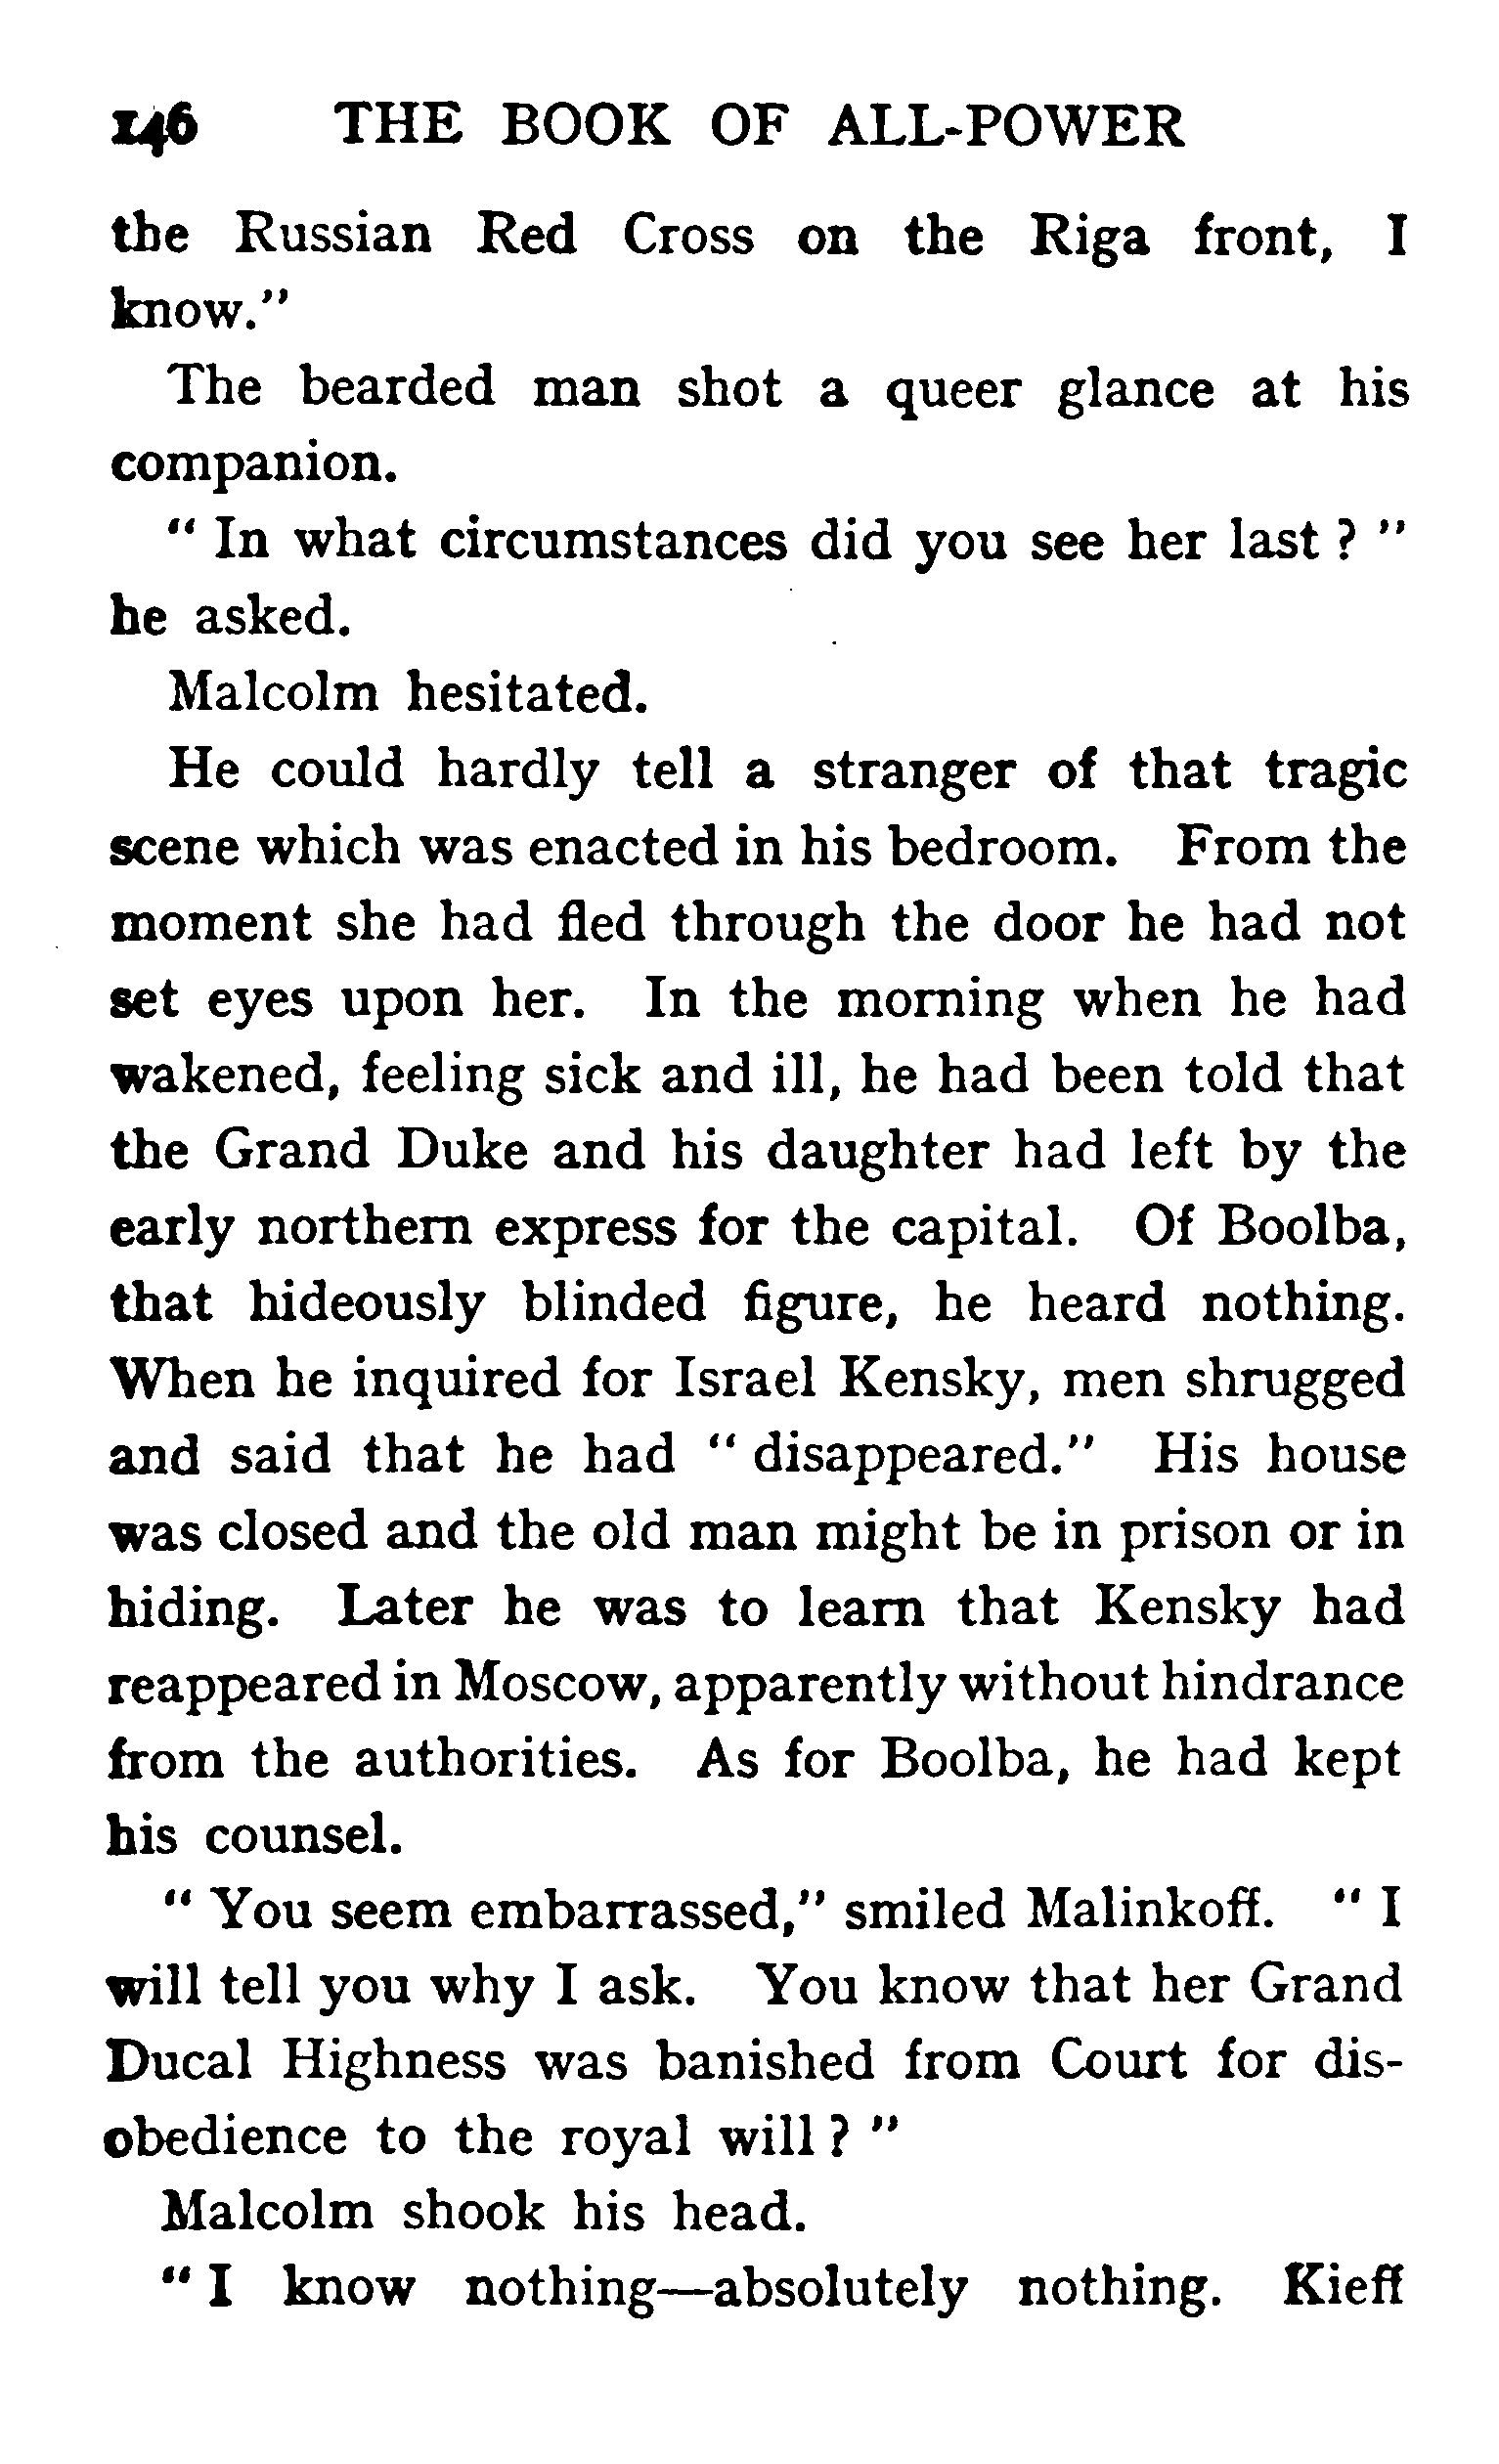 146 THE BOOK OF ALL-POWER
the Russian Red Cross on the Riga front, I
know."
The bearded man shot a queer glance at his
companion.
" In what circumstances did you see her last ? "
he asked.
Malcolm hesitated.
He could hardly tell a stranger of that tragic
scene which was enacted in his bedroom. From the
moment she had fled through the door he had not
set eyes upon her. In the morning when he had
wakened, feeling sick and ill, he had been told that
the Grand Duke and his daughter had left by the
early northern express for the capital. Of Boolba,
that hideously blinded figure, he heard nothing.
When he inquired for Israel Kensky, men shrugged
and said that he had " disappeared." His house
was closed and the old man might be in prison or in
hiding. Later he was to learn that Kensky had
reappeared in Moscow, apparently without hindrance
from the authorities. As for Boolba, he had kept
his counsel.
" You seem embarrassed," smiled Malinkoff. " I
will tell you why I ask. You know that her Grand
Ducal Highness was banished from Court for dis-
obedience to the royal will ? "
Malcolm shook his head.
" I know nothing—absolutely nothing. Kieff